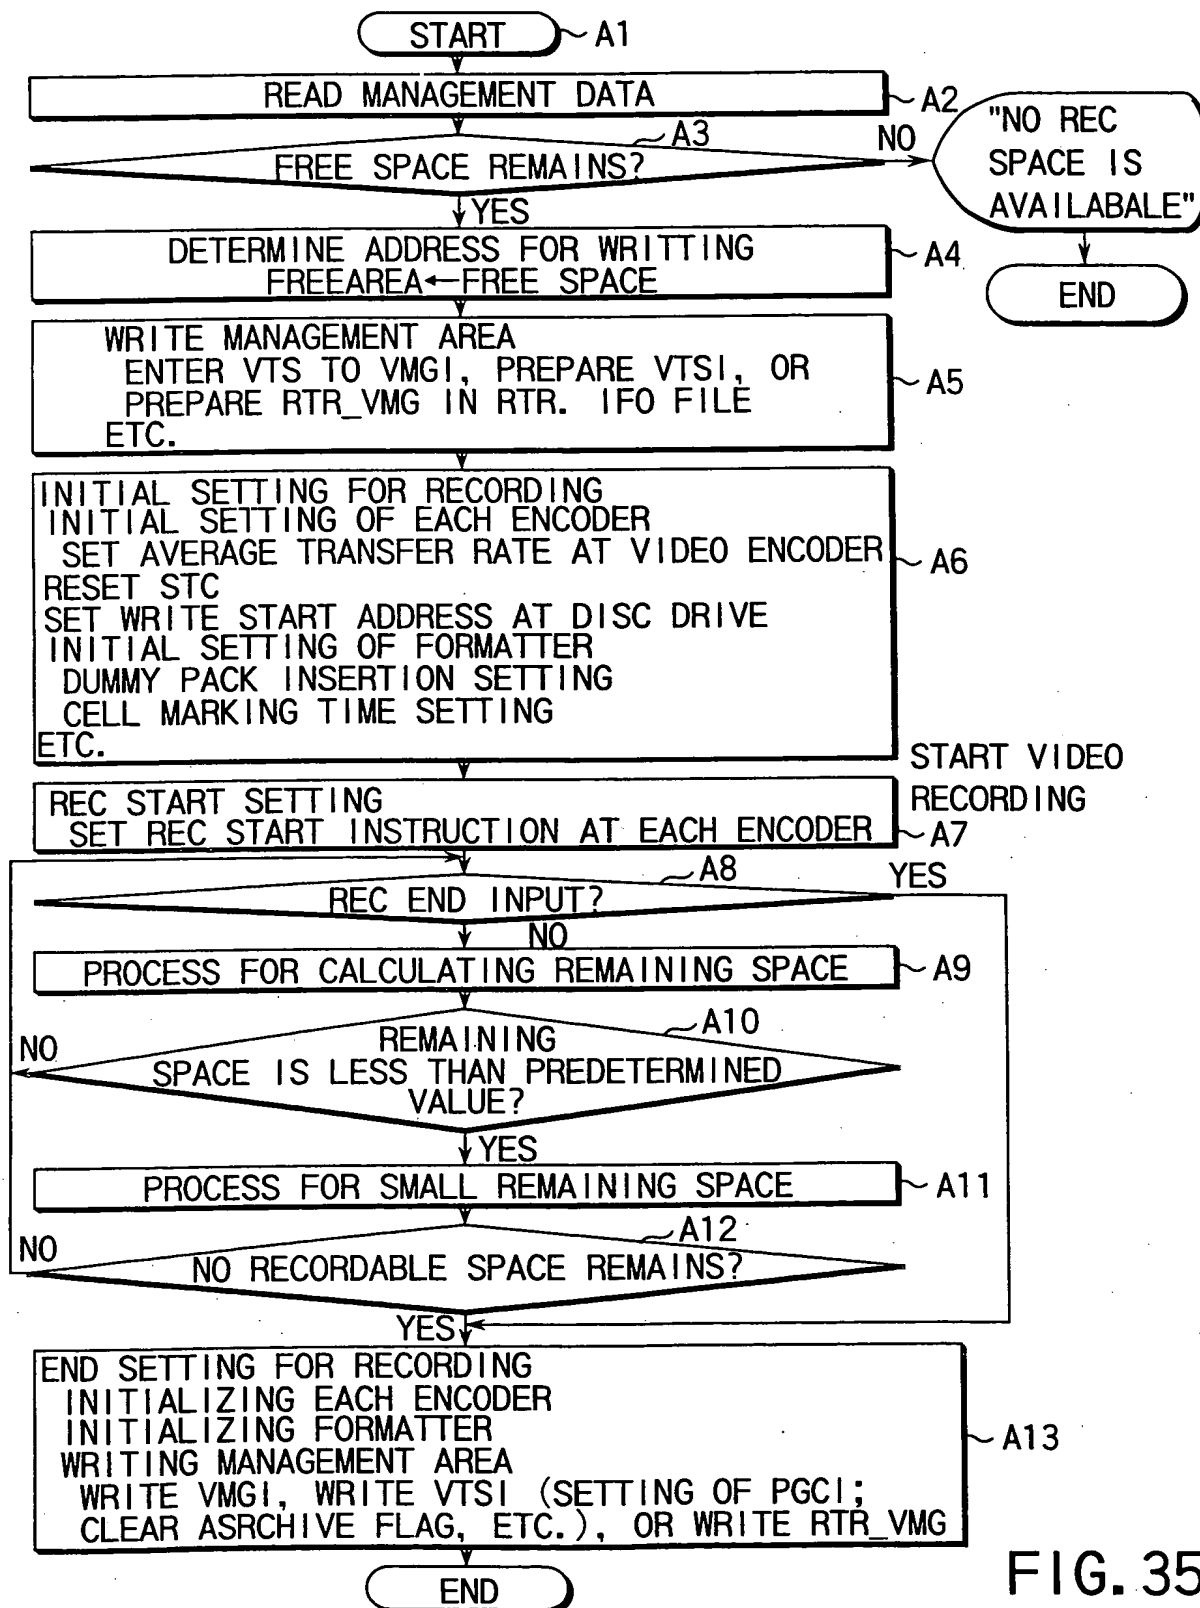 START
A1
READ MANAGEMENT DATA
A2
A3
FREE SPACE REMAINS?
NO
"NO REC
SPACE IS
AVAILABALE"
END
YES
DETERMINE ADDRESS FOR WRITTING
FREEAREA←FREE SPACE
A4
WRITE MANAGEMENT AREA
ENTER VTS TO VMGI, PREPARE VTSI, OR
PREPARE RTR_VMG IN RTR. IFO FILE
ETC.
A5
INITIAL SETTING FOR RECORDING
INITIAL SETTING OF EACH ENCODER
SET AVERAGE TRANSFER RATE AT VIDEO ENCODER
RESET STC
SET WRITE START ADDRESS AT DISC DRIVE
INITIAL SETTING OF FORMATTER
DUMMY PACK INSERTION SETTING
CELL MARKING TIME SETTING
ETC.
A6
START VIDEO
RECORDING
REC START SETTING
SET REC START INSTRUCTION AT EACH ENCODER
A7
A8
REC END INPUT?
YES
NO
PROCESS FOR CALCULATING REMAINING SPACE
A9
A10
REMAINING
SPACE IS LESS THAN PREDETERMINED
VALUE?
NO
YES
PROCESS FOR SMALL REMAINING SPACE
A11
A12
NO RECORDABLE SPACE REMAINS?
NO
YES
END SETTING FOR RECORDING
INITIALIZING EACH ENCODER
INITIALIZING FORMATTER
WRITING MANAGEMENT AREA
WRITE VMGI, WRITE VTSI (SETTING OF PGCI;
CLEAR ASRCHIVE FLAG, ETC.), OR WRITE RTR_VMG
A13
END
FIG. 35